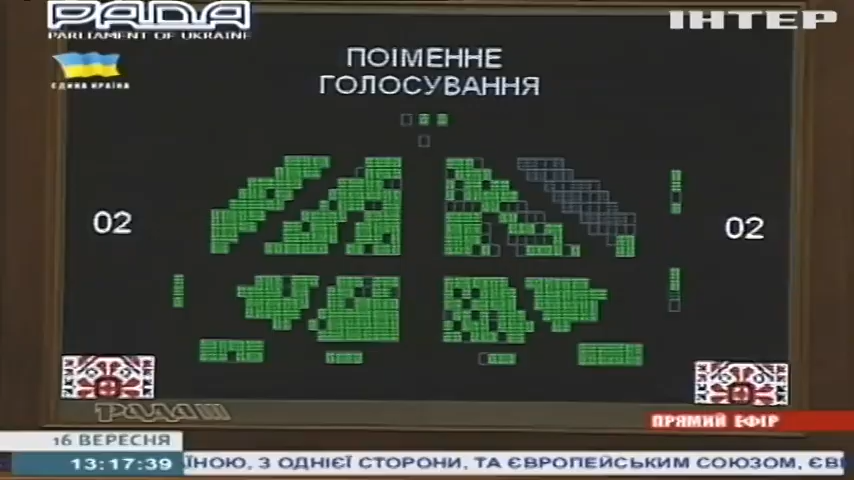 РАДА
PARLIAMENT OF UKRAINE
ЄДИНА КРАЇНА
ІНТЕР
ПОІМЕННЕ
ГОЛОСУВАННЯ
02
02
РАДА
ПРЯМИЙ ЕФІР
16 ВЕРЕСНЯ
13:17:39
ЇНОЮ, З ОДНІЄЇ СТОРОНИ, ТА ЄВРОПЕЙСЬКИМ СОЮЗОМ, ЄВ